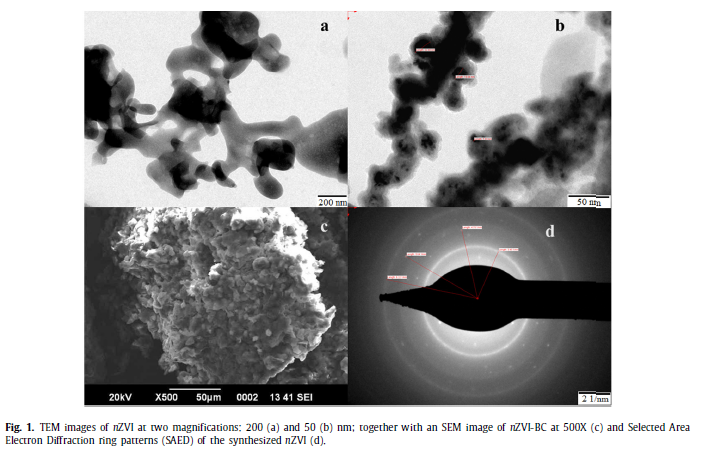 a
b
200 nm
50 nm
c
d
20kV X500 50µm 0002 13 41 SEI
2 1/nm
Fig. 1. TEM images of nZVI at two magnifications: 200 (a) and 50 (b) nm; together with an SEM image of nZVI-BC at 500X (c) and Selected Area
Electron Diffraction ring patterns (SAED) of the synthesized nZVI (d).